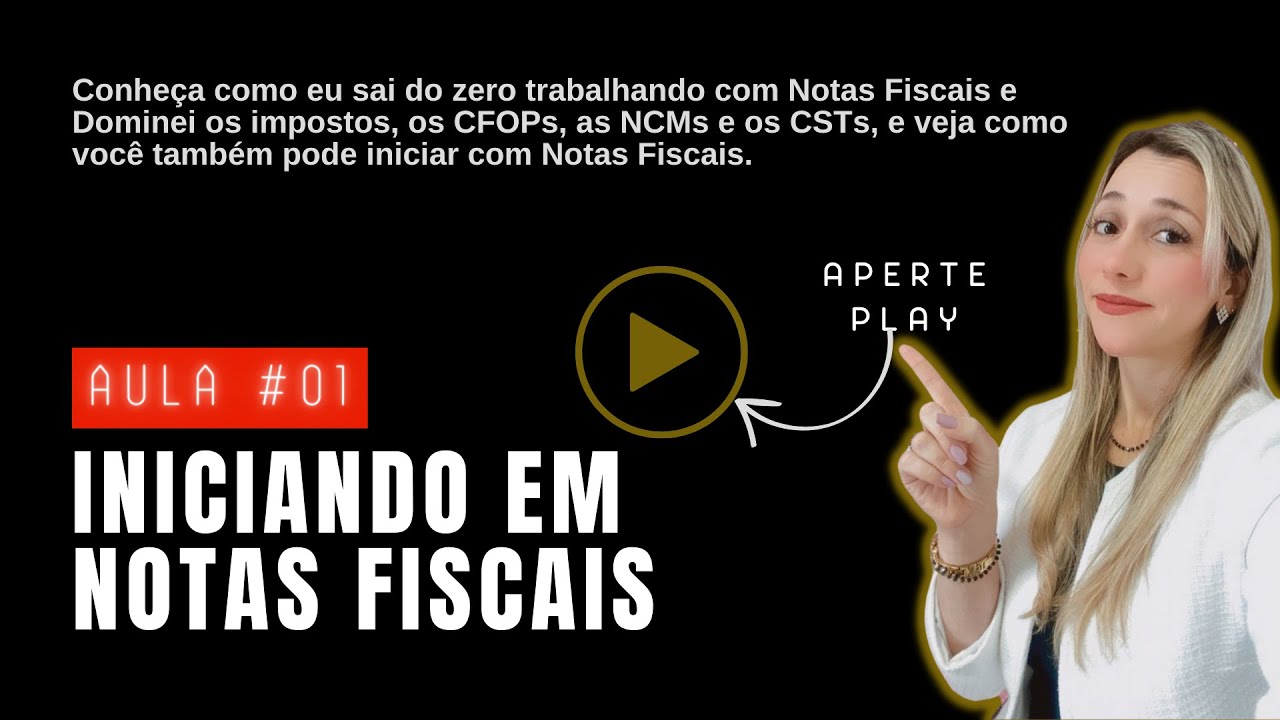 Conheça como eu sai do zero trabalhando com Notas Fiscais e
Dominei os impostos, os CFOPs, as NCMs e os CSTs, e veja como
você também pode iniciar com Notas Fiscais.
APERTE
PLAY
AULA #01
INICIANDO EM
NOTAS FISCAIS